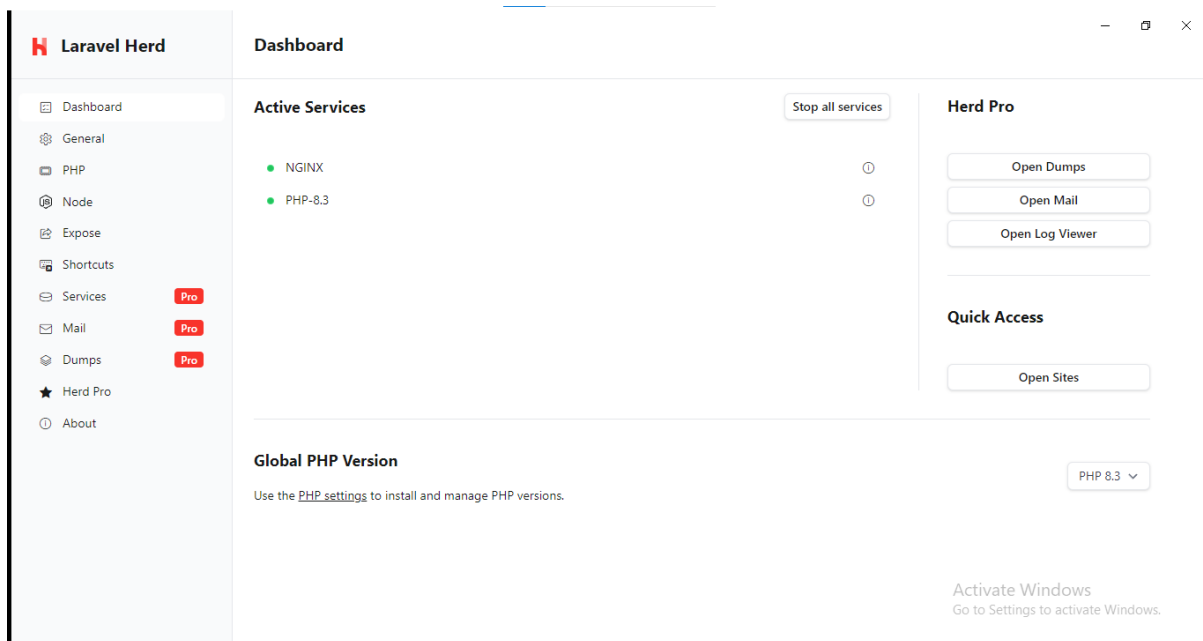 Laravel Herd
Dashboard
General
PHP
Node
Expose
Shortcuts
Services Pro
Mail Pro
Dumps Pro
Herd Pro
About
Dashboard
Active Services
Stop all services
NGINX
PHP-8.3
Herd Pro
Open Dumps
Open Mail
Open Log Viewer
Quick Access
Open Sites
Global PHP Version
Use the PHP settings to install and manage PHP versions.
PHP 8.3
Activate Windows
Go to Settings to activate Windows.